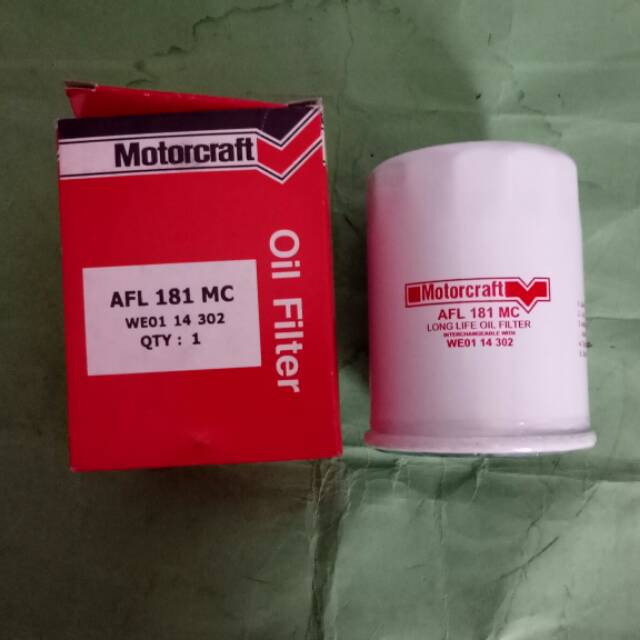 Motorcraft
Oil Filter
AFL 181 MC
WE01 14 302
QTY : 1
Motorcraft
AFL 181 MC
LONG LIFE OIL FILTER
INTERCHANGEABLE WITH
WE01 14 302